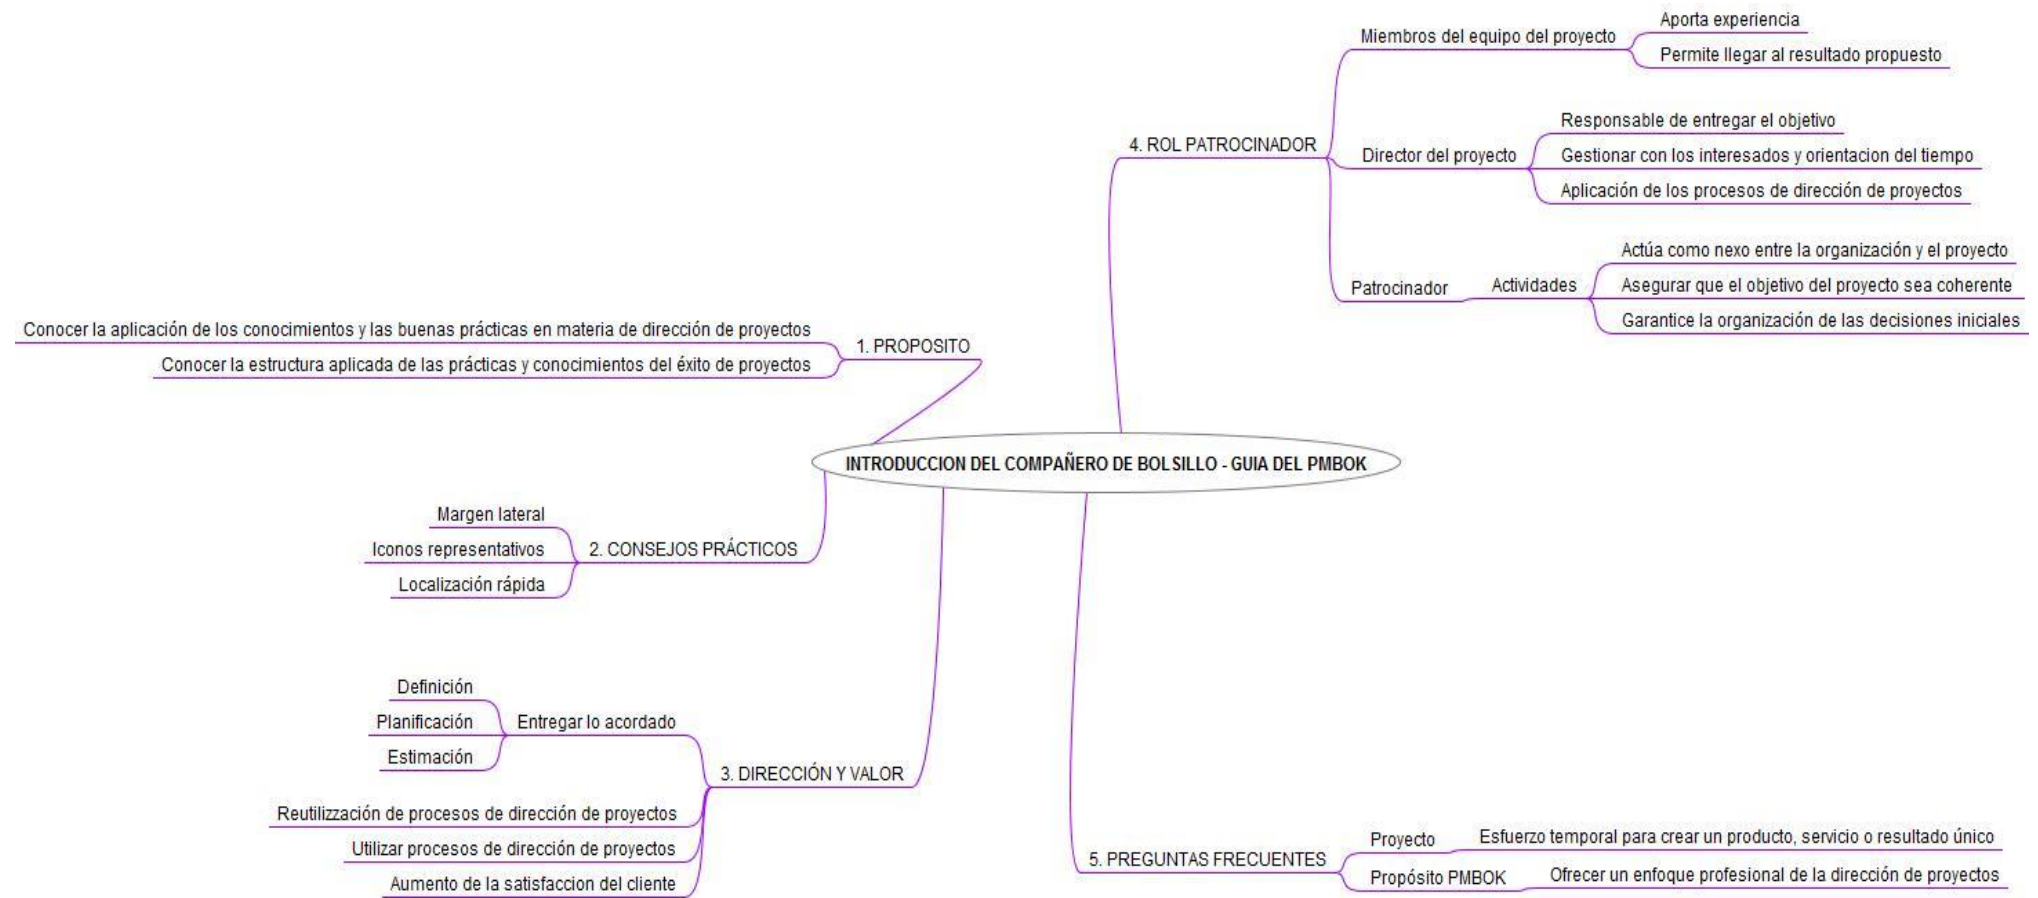 INTRODUCCION DEL COMPAÑERO DE BOLSILLO - GUIA DEL PMBOK
1. PROPOSITO
Conocer la aplicación de los conocimientos y las buenas prácticas en materia de dirección de proyectos
Conocer la estructura aplicada de las prácticas y conocimientos del éxito de proyectos
2. CONSEJOS PRÁCTICOS
Margen lateral
Iconos representativos
Localización rápida
3. DIRECCIÓN Y VALOR
Entregar lo acordado
Definición
Planificación
Estimación
Reutilizzación de procesos de dirección de proyectos
Utilizar procesos de dirección de proyectos
Aumento de la satisfaccion del cliente
4. ROL PATROCINADOR
Miembros del equipo del proyecto
Aporta experiencia
Permite llegar al resultado propuesto
Director del proyecto
Responsable de entregar el objetivo
Gestionar con los interesados y orientacion del tiempo
Aplicación de los procesos de dirección de proyectos
Patrocinador
Actividades
Actúa como nexo entre la organización y el proyecto
Asegurar que el objetivo del proyecto sea coherente
Garantice la organización de las decisiones iniciales
5. PREGUNTAS FRECUENTES
Proyecto
Esfuerzo temporal para crear un producto, servicio o resultado único
Propósito PMBOK
Ofrecer un enfoque profesional de la dirección de proyectos